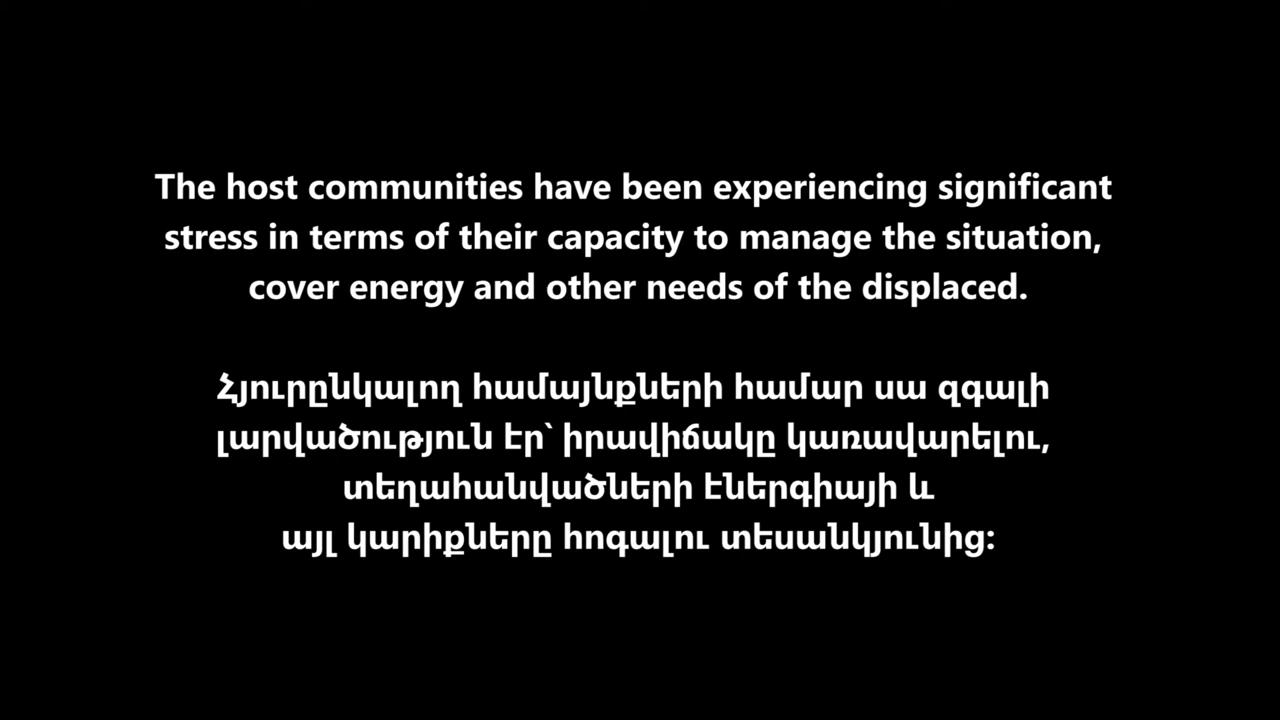 The host communities have been experiencing significant
stress in terms of their capacity to manage the situation,
cover energy and other needs of the displaced.
Հյուրընկալող համայնքների համար սա զգալի
լարվածություն էր՝ իրավիճակը կառավարելու,
տեղահանվածների էներգիայի և
այլ կարիքները հոգալու տեսանկյունից: